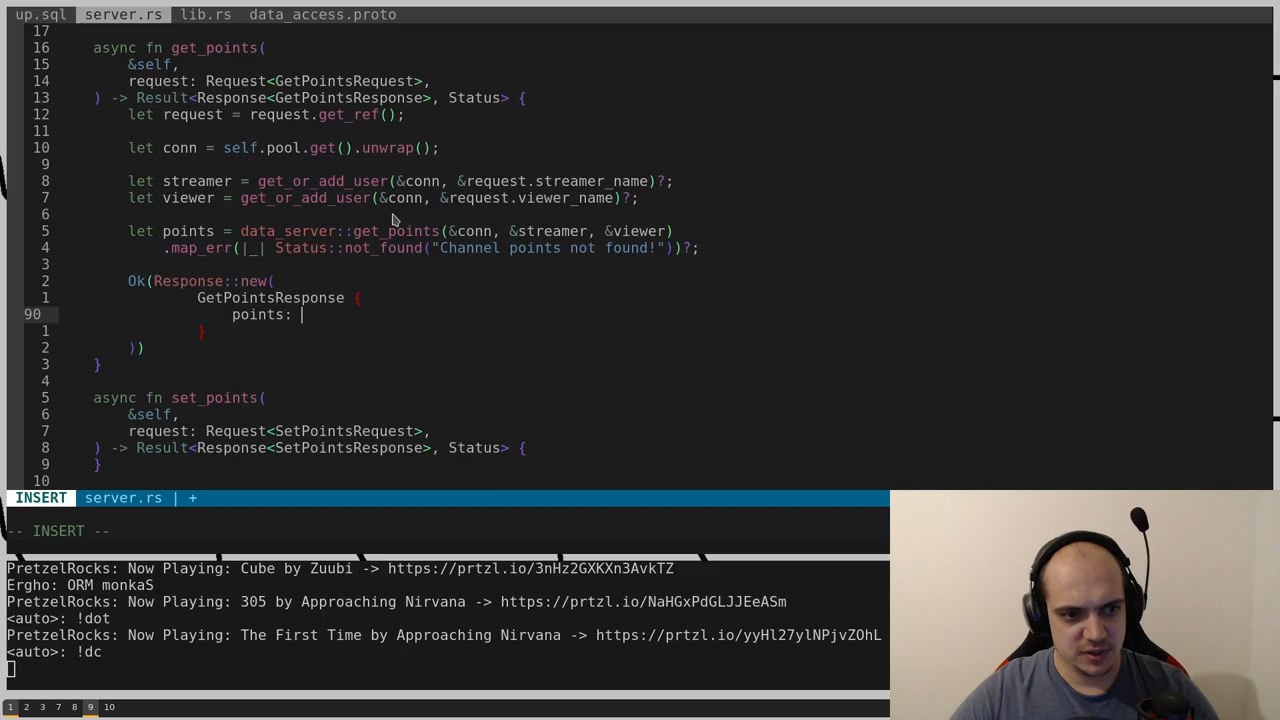 up.sql server.rs lib.rs data_access.proto
17
16 async fn get_points(
15 &self,
14 request: Request<GetPointsRequest>,
13 ) -> Result<Response<GetPointsResponse>, Status> {
12 let request = request.get_ref();
11
10 let conn = self.pool.get().unwrap();
9
8 let streamer = get_or_add_user(&conn, &request.streamer_name)?;
7 let viewer = get_or_add_user(&conn, &request.viewer_name)?;
6
5 let points = data_server::get_points(&conn, &streamer, &viewer)
4 .map_err(|_| Status::not_found("Channel points not found!"))?;
3
2 Ok(Response::new(
1 GetPointsResponse {
90 points:
1 }
2 ))
3 }
4
5 async fn set_points(
6 &self,
7 request: Request<SetPointsRequest>,
8 ) -> Result<Response<SetPointsResponse>, Status> {
9 }
10
INSERT server.rs | +
-- INSERT --
PretzelRocks: Now Playing: Cube by Zuubi -> https://prtzl.io/3nHz2GXKXn3AvkTZ
Ergho: ORM monkaS
PretzelRocks: Now Playing: 305 by Approaching Nirvana -> https://prtzl.io/NaHGxPdGLJJEeASm
<auto>: !dot
PretzelRocks: Now Playing: The First Time by Approaching Nirvana -> https://prtzl.io/yyHl27ylNPjvZOhL
<auto>: !dc
1 2 3 7 8 9 10